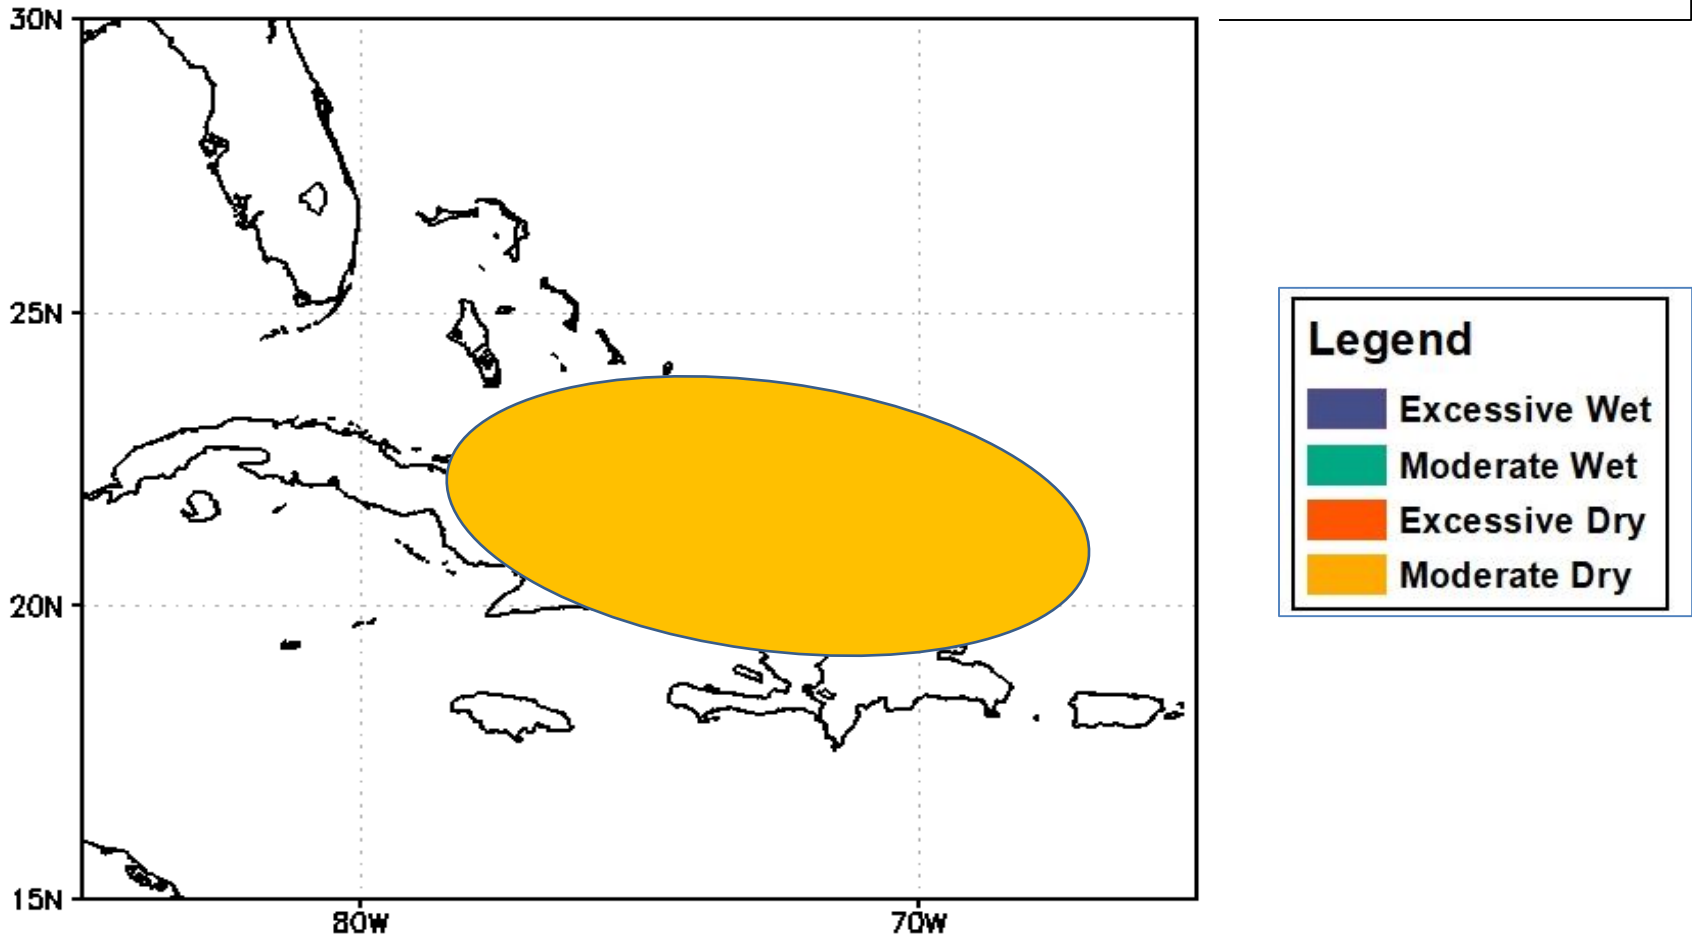 30N
25N
20N
15N
80W
70W
Legend
Excessive Wet
Moderate Wet
Excessive Dry
Moderate Dry